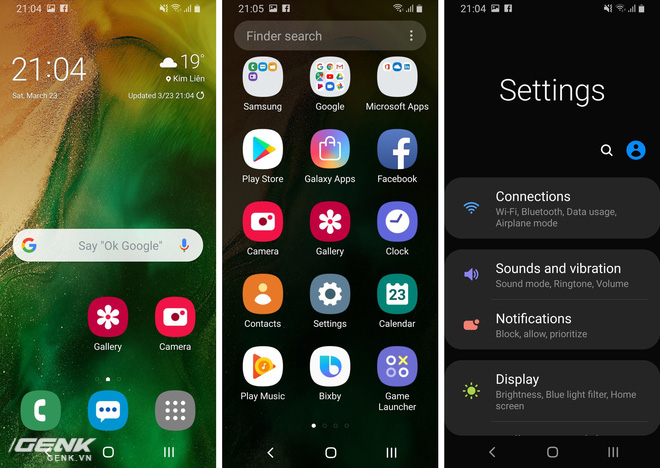 21:04
21:04
19°
Kim Liên
Sat, March 23
Updated 3/23 21:04
Say "Ok Google"
Gallery
Camera
GENK
GENK.VN
21:05
Finder search
Samsung
Google
Microsoft Apps
Play Store
Galaxy Apps
Facebook
Camera
Gallery
Clock
Contacts
Settings
23
Calendar
Play Music
Bixby
Game
Launcher
21:04
Settings
Connections
Wi-Fi, Bluetooth, Data usage,
Airplane mode
Sounds and vibration
Sound mode, Ringtone, Volume
Notifications
Block, allow, prioritize
Display
Brightness, Blue light filter, Home
screen